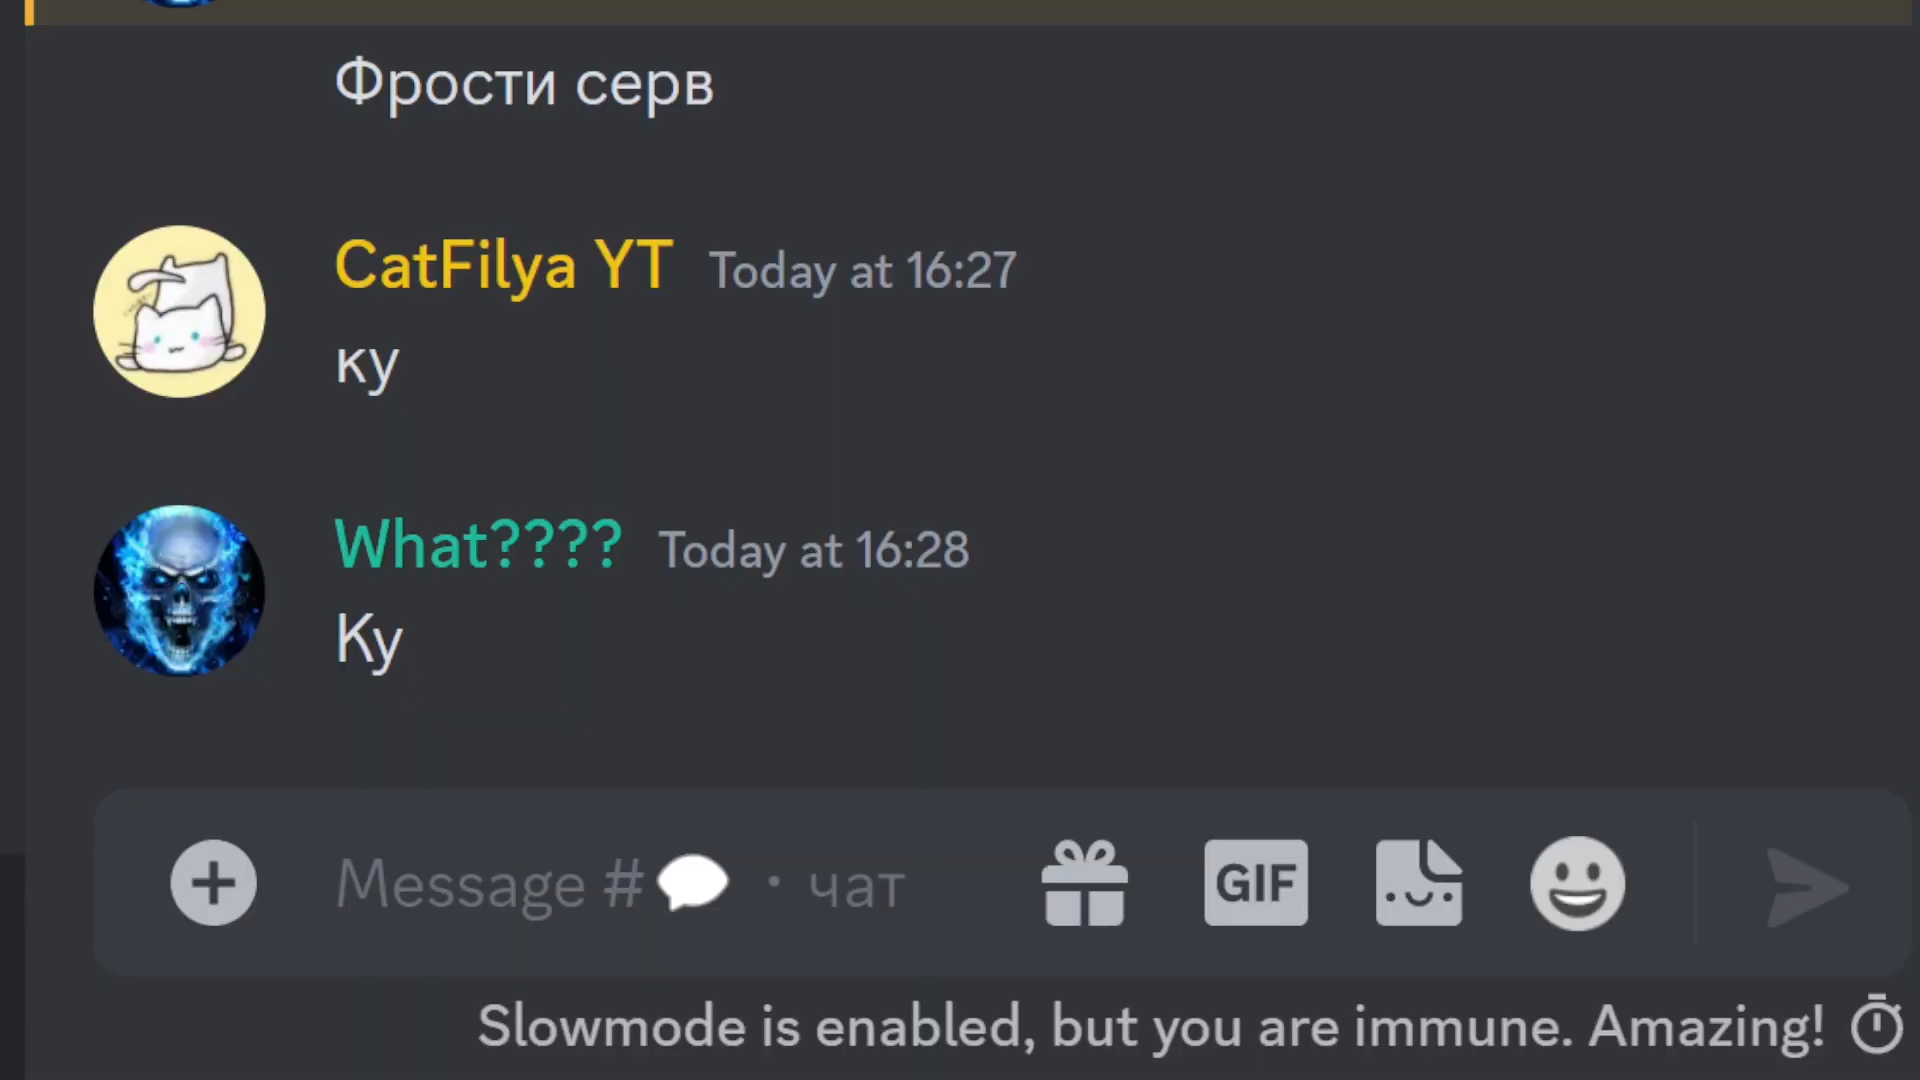 Фрости серв
CatFilya YT Today at 16:27
ку
What???? Today at 16:28
Ку
Message #💬 · чат
GIF
Slowmode is enabled, but you are immune. Amazing!